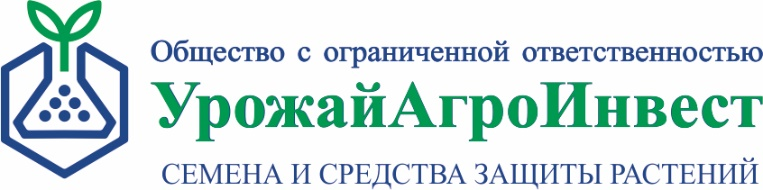 Общество с ограниченной ответственностью
УрожайАгроИнвест
СЕМЕНА И СРЕДСТВА ЗАЩИТЫ РАСТЕНИЙ